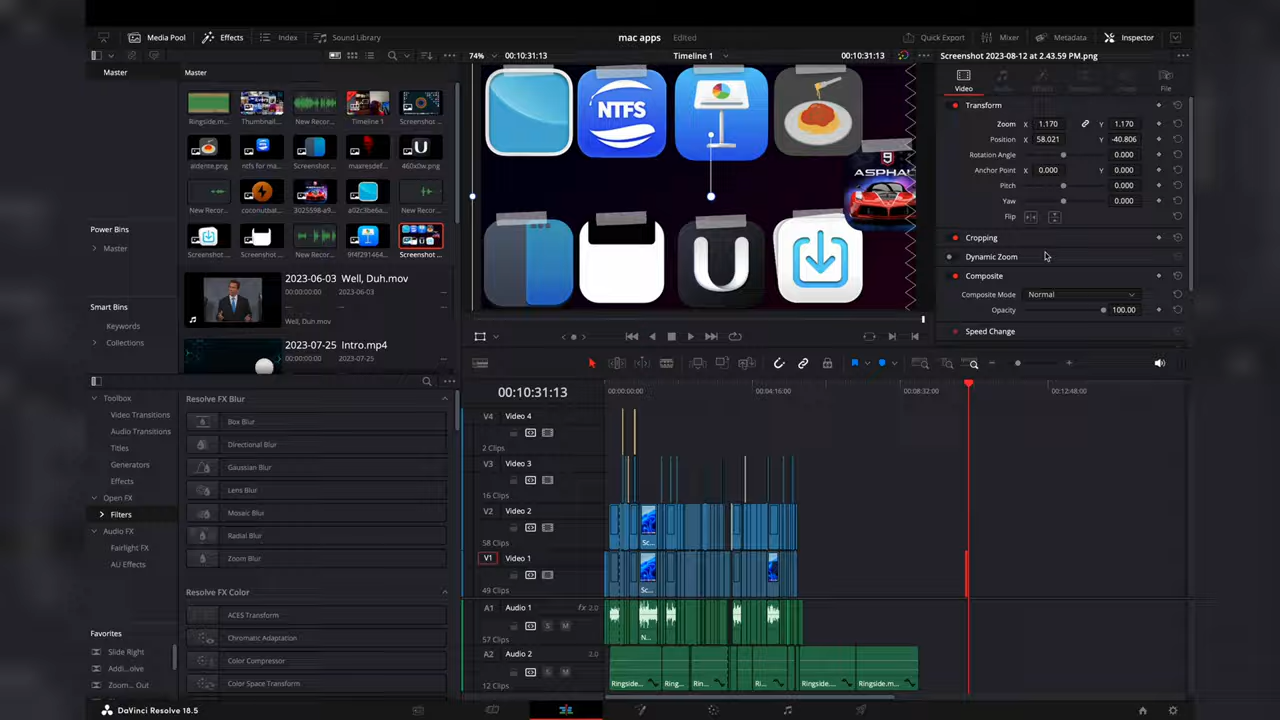 Media Pool
Effects
Index
Sound Library
mac apps
Edited
Quick Export
Mixer
Metadata
Inspector
74%
00:10:31:13
Timeline 1
00:10:31:13
Screenshot 2023-08-12 at 2.43.59 PM.png
Master
Master
Ringside.m...
Thumbnail...
New Recor...
Timeline 1
Screenshot ...
aldente.png
ntfs for ma...
Screenshot ...
maxresdef...
460x0w.png
New Recor...
coconutbat...
3025598-a9...
a02c3be6a...
New Recor...
Screenshot ...
Screenshot ...
New Recor...
9f4f291464...
Screenshot ...
Power Bins
Master
Smart Bins
Keywords
Collections
2023-06-03 Well, Duh.mov
00:00:00:00 2023-06-03
Well, Duh.mov
2023-07-25 Intro.mp4
00:00:00:00 2023-07-25
NTFS
9
ASPHAL
U
Video
File
Transform
Zoom X 1.170 Y 1.170
Position X 58.021 Y -40.806
Rotation Angle 0.000
Anchor Point X 0.000 Y 0.000
Pitch 0.000
Yaw 0.000
Flip
Cropping
Dynamic Zoom
Composite
Composite Mode Normal
Opacity 100.00
Speed Change
Toolbox
Video Transitions
Audio Transitions
Titles
Generators
Effects
Open FX
Filters
Audio FX
Fairlight FX
AU Effects
Favorites
Slide Right
Addi...olve
Zoom... Out
Resolve FX Blur
Box Blur
Directional Blur
Gaussian Blur
Lens Blur
Mosaic Blur
Radial Blur
Zoom Blur
Resolve FX Color
ACES Transform
Chromatic Adaptation
Color Compressor
Color Space Transform
00:10:31:13
00:00:00:00
00:04:16:00
00:08:32:00
00:12:48:00
V4 Video 4
2 Clips
V3 Video 3
16 Clips
V2 Video 2
58 Clips
Sc...
V1 Video 1
49 Clips
Sc...
A1 Audio 1 fx 2.0
S M
57 Clips
N...
A2 Audio 2 2.0
S M
12 Clips
Ringside...
Ring...
Rin...
Ri...
Ringside....
Ringside.m...
DaVinci Resolve 18.5